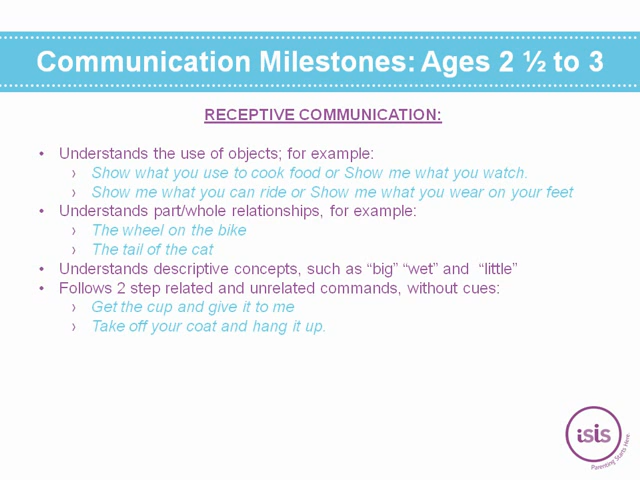 Communication Milestones: Ages 2 ½ to 3
RECEPTIVE COMMUNICATION:
• Understands the use of objects; for example:
› Show what you use to cook food or Show me what you watch.
› Show me what you can ride or Show me what you wear on your feet
• Understands part/whole relationships, for example:
› The wheel on the bike
› The tail of the cat
• Understands descriptive concepts, such as “big” “wet” and “little”
• Follows 2 step related and unrelated commands, without cues:
› Get the cup and give it to me
› Take off your coat and hang it up.
isis
Parenting Starts Here.